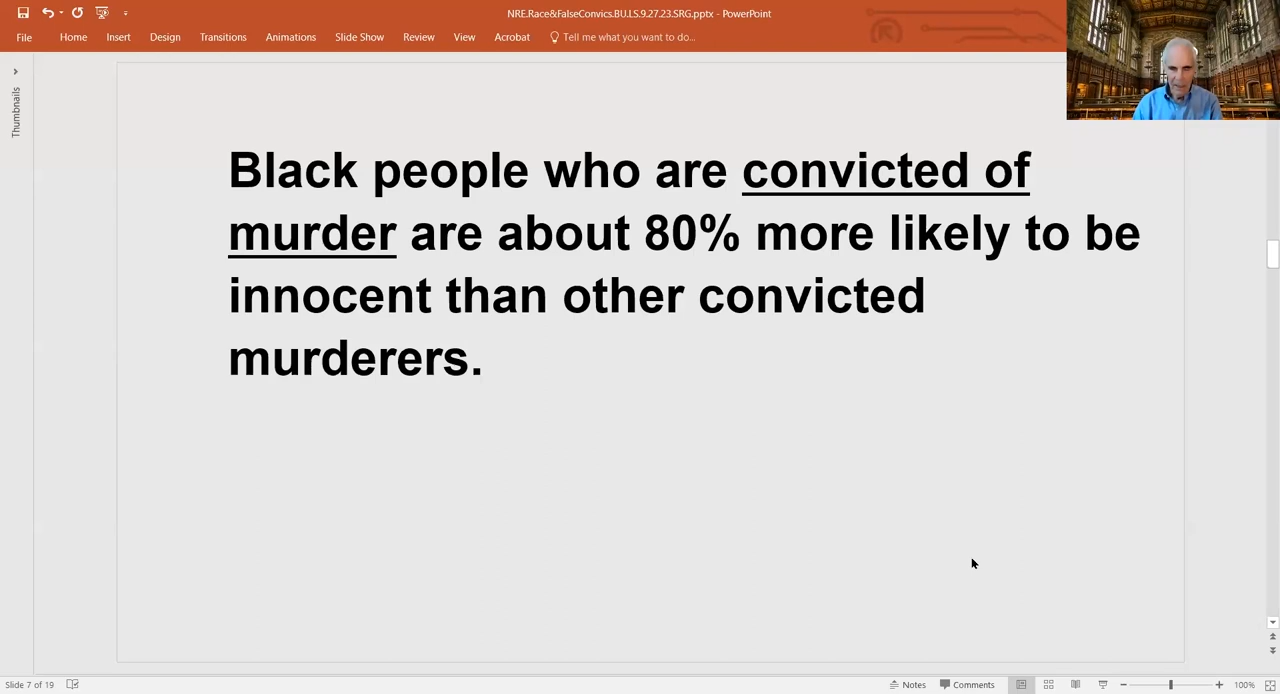 NRE.Race&FalseConvics.BU.LS.9.27.23.SRG.pptx - PowerPoint
File Home Insert Design Transitions Animations Slide Show Review View Acrobat Tell me what you want to do...
Thumbnails
Black people who are convicted of
murder are about 80% more likely to be
innocent than other convicted
murderers.
Slide 7 of 19 Notes Comments 100%